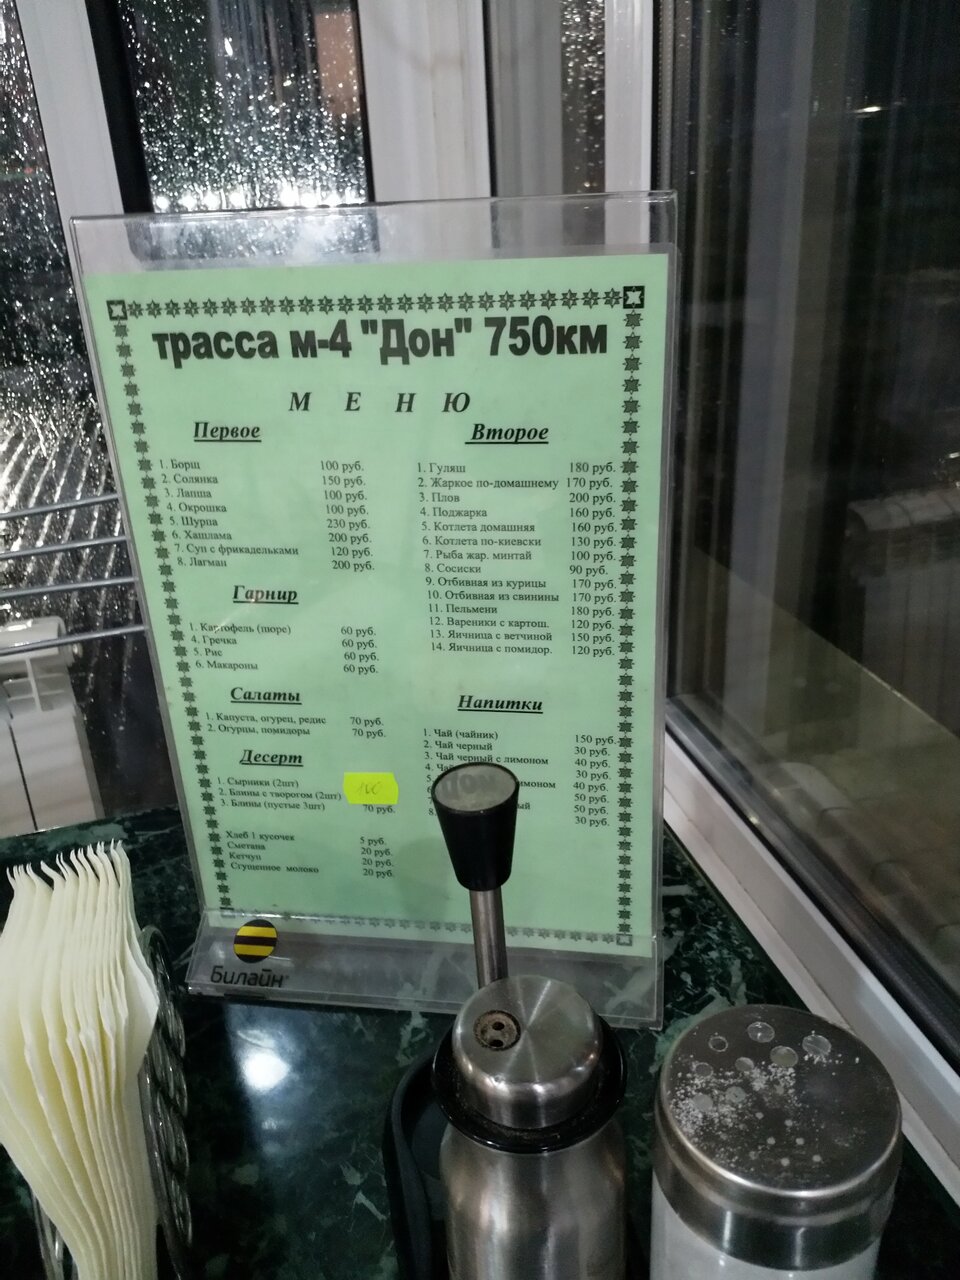 трасса м-4 "Дон" 750км
МЕНЮ
Первое
1. Борщ 100 руб.
2. Солянка 150 руб.
3. Лапша 100 руб.
4. Окрошка 100 руб.
5. Шурпа 230 руб.
6. Хашлама 200 руб.
7. Суп с фрикадельками 120 руб.
8. Лагман 200 руб.
Гарнир
1. Картофель (пюре) 60 руб.
4. Гречка 60 руб.
5. Рис 60 руб.
6. Макароны 60 руб.
Салаты
1. Капуста, огурец, редис 70 руб.
2. Огурцы, помидоры 70 руб.
Десерт
1. Сырники (2шт)
2. Блины с творогом (2шт)
3. Блины (пустые 3шт) 70 руб.
Хлеб 1 кусочек 5 руб.
Сметана 20 руб.
Кетчуп 20 руб.
Сгущенное молоко 20 руб.
Второе
1. Гуляш 180 руб.
2. Жаркое по-домашнему 170 руб.
3. Плов 200 руб.
4. Поджарка 160 руб.
5. Котлета домашняя 160 руб.
6. Котлета по-киевски 130 руб.
7. Рыба жар. минтай 100 руб.
8. Сосиски 90 руб.
9. Отбивная из курицы 170 руб.
10. Отбивная из свинины 170 руб.
11. Пельмени 180 руб.
12. Вареники с картош. 120 руб.
13. Яичница с ветчиной 150 руб.
14. Яичница с помидор. 120 руб.
Напитки
1. Чай (чайник) 150 руб.
2. Чай черный 30 руб.
3. Чай черный с лимоном 40 руб.
4. 30 руб.
5. 40 руб.
50 руб.
50 руб.
8. 30 руб.
Билайн